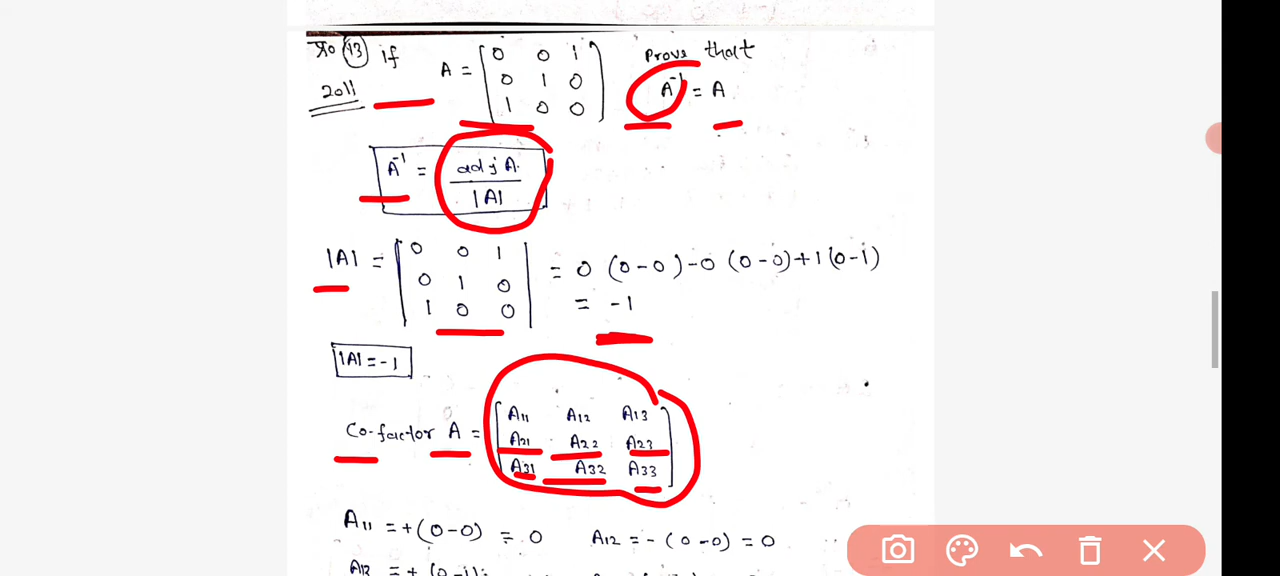 प्र० (13) if A = [0 0 1 Prove that
2011 0 1 0 A⁻¹ = A
1 0 0]
A⁻¹ = adj A. / |A|
|A| = |0 0 1 = 0 (0-0)-0 (0-0)+1(0-1)
0 1 0 = -1
1 0 0|
|A| = -1
Co-factor A = [A11 A12 A13
A21 A22 A23
A31 A32 A33]
A11 = +(0-0) = 0 A12 = - (0-0) = 0
A13 = + (0-1):